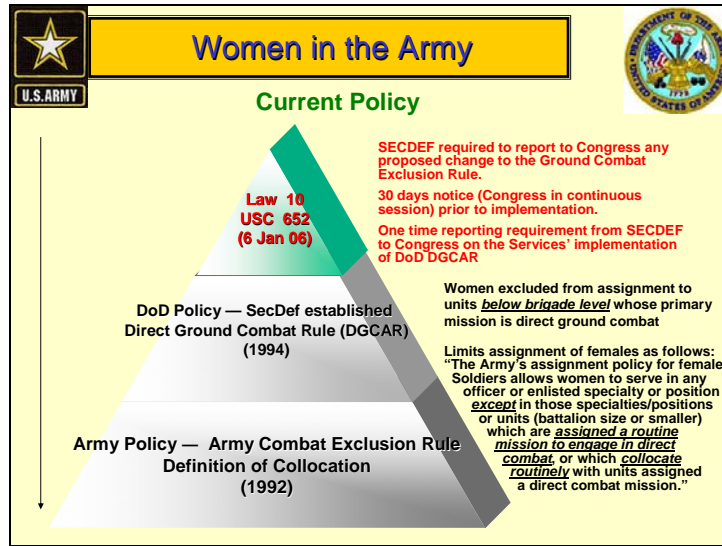 Women in the Army
U.S.ARMY
Current Policy
Law 10
USC 652
(6 Jan 06)
SECDEF required to report to Congress any
proposed change to the Ground Combat
Exclusion Rule.
30 days notice (Congress in continuous
session) prior to implementation.
One time reporting requirement from SECDEF
to Congress on the Services’ implementation
of DoD DGCAR
DoD Policy — SecDef established
Direct Ground Combat Rule (DGCAR)
(1994)
Women excluded from assignment to
units below brigade level whose primary
mission is direct ground combat
Army Policy — Army Combat Exclusion Rule
Definition of Collocation
(1992)
Limits assignment of females as follows:
“The Army’s assignment policy for female
Soldiers allows women to serve in any
officer or enlisted specialty or position
except in those specialties/positions
or units (battalion size or smaller)
which are assigned a routine
mission to engage in direct
combat, or which collocate
routinely with units assigned
a direct combat mission.”